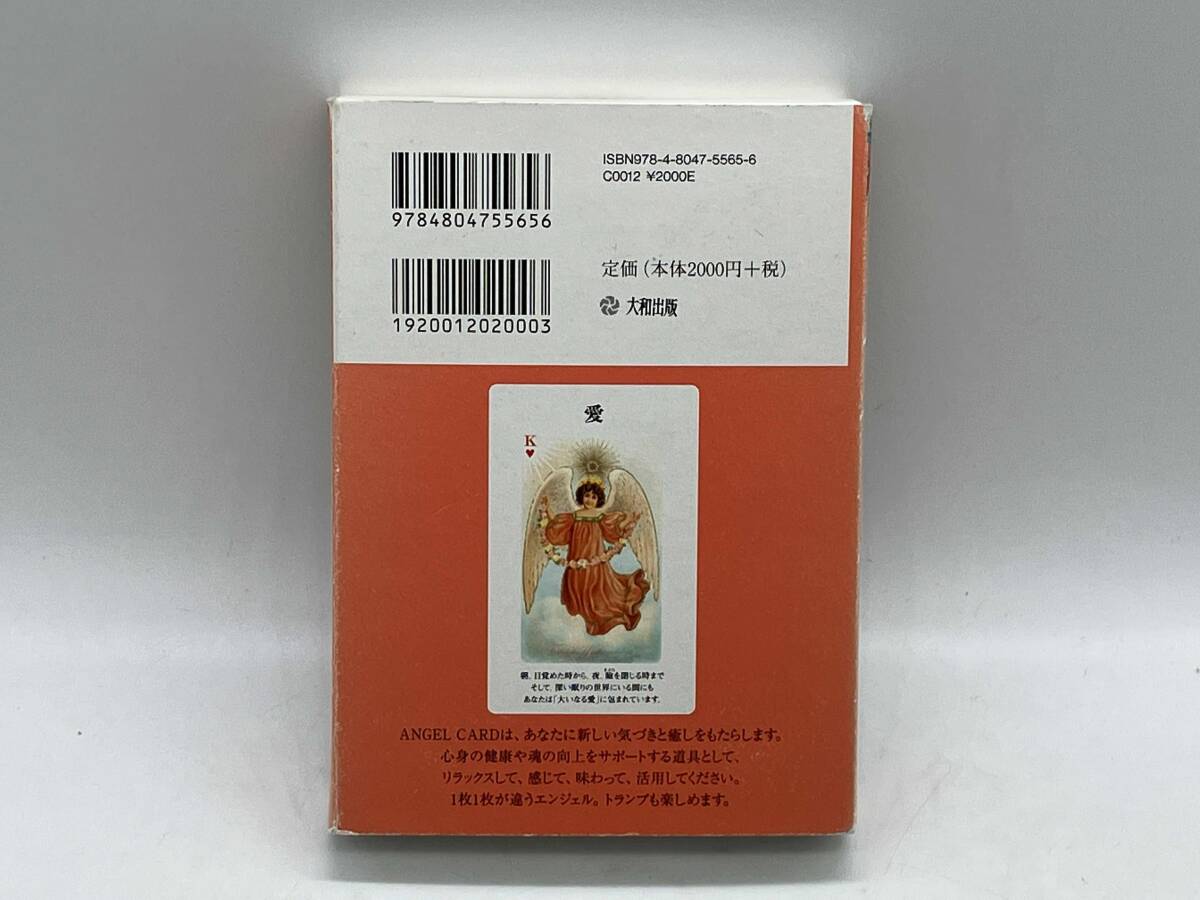 9784804755656
ISBN978-4-8047-5565-6
C0012 ¥2000E
1920012020003
定価(本体2000円+税)
大和出版
愛
K
朝、目覚めた時から、夜、瞼を閉じる時まで
そして、深い眠りの世界にいる間にも
あなたは「大いなる愛」に包まれています。
ANGEL CARDは、あなたに新しい気づきと癒しをもたらします。
心身の健康や魂の向上をサポートする道具として、
リラックスして、感じて、味わって、活用してください。
1枚1枚が違うエンジェル。トランプも楽しめます。